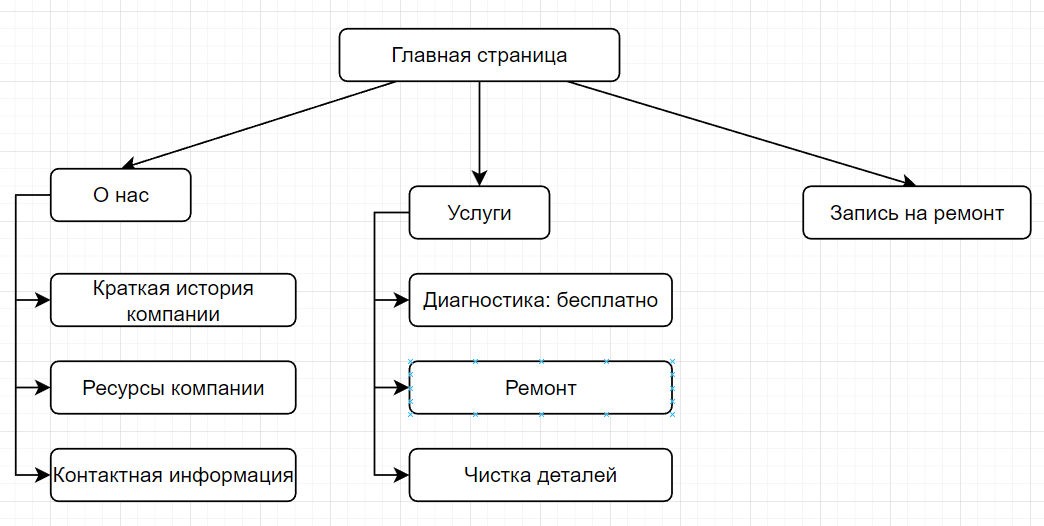 Главная страница
О нас
Услуги
Запись на ремонт
Краткая история
компании
Диагностика: бесплатно
Ресурсы компании
Ремонт
Контактная информация
Чистка деталей